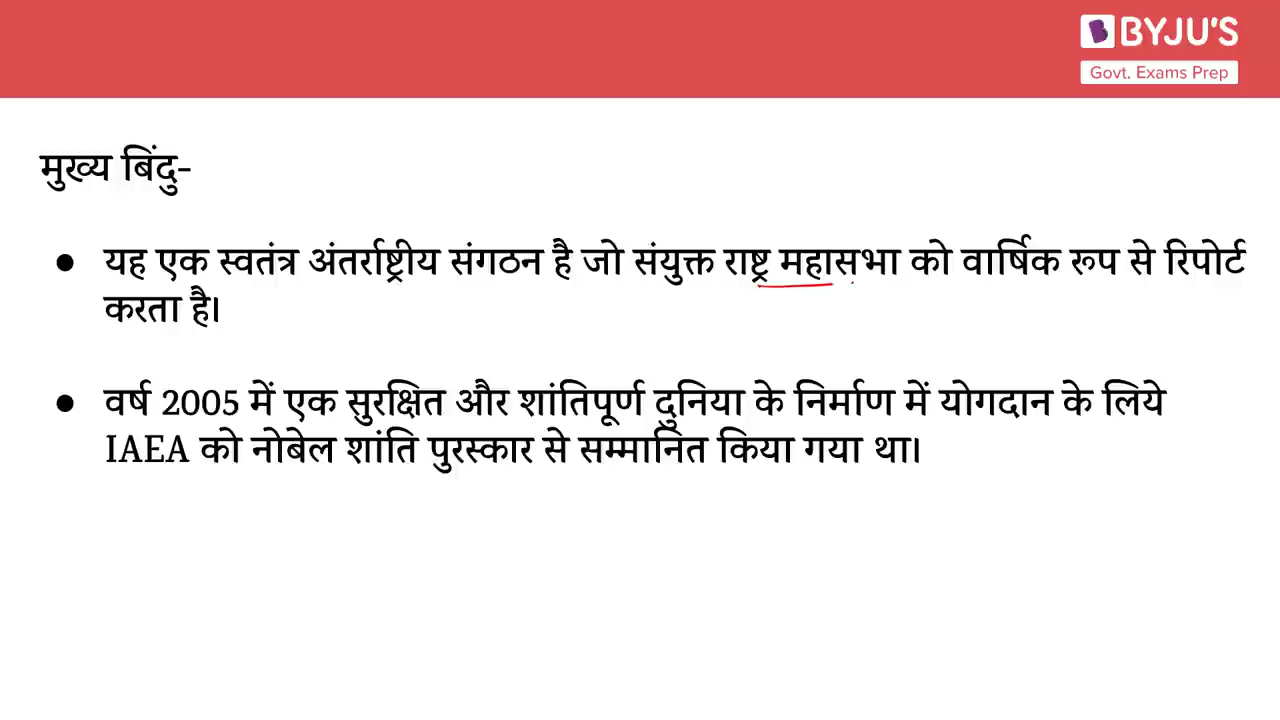 BYJU'S
Govt. Exams Prep
मुख्य बिंदु-
● यह एक स्वतंत्र अंतर्राष्ट्रीय संगठन है जो संयुक्त राष्ट्र महासभा को वार्षिक रूप से रिपोर्ट
करता है।
● वर्ष 2005 में एक सुरक्षित और शांतिपूर्ण दुनिया के निर्माण में योगदान के लिये
IAEA को नोबेल शांति पुरस्कार से सम्मानित किया गया था।